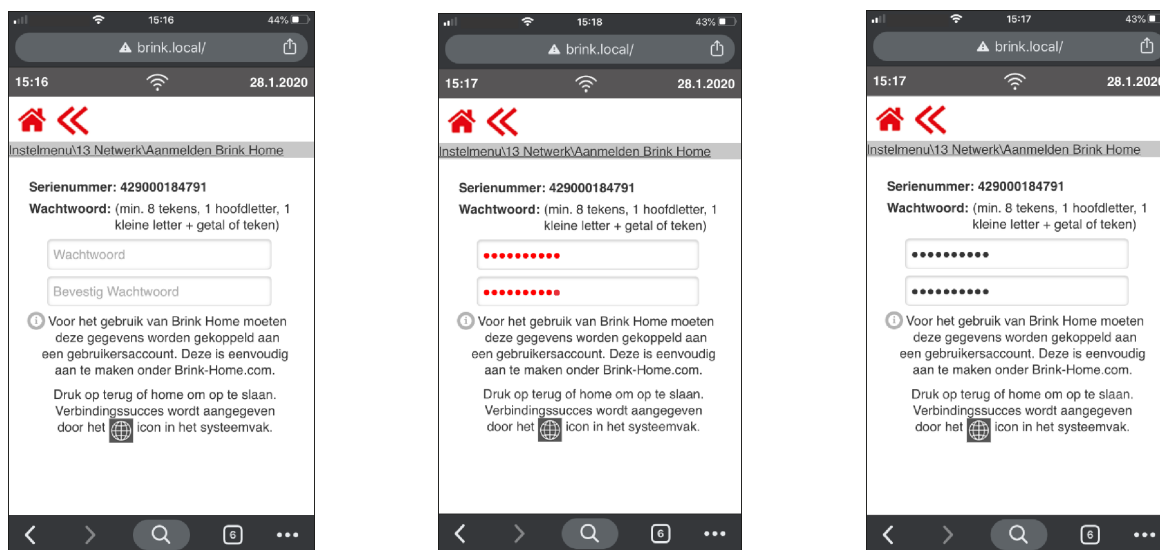 15:16
44%
brink.local/
15:16
28.1.2020
Instelmenu\13 Netwerk\Aanmelden Brink Home
Serienummer: 429000184791
Wachtwoord: (min. 8 tekens, 1 hoofdletter, 1
kleine letter + getal of teken)
Wachtwoord
Bevestig Wachtwoord
Voor het gebruik van Brink Home moeten
deze gegevens worden gekoppeld aan
een gebruikersaccount. Deze is eenvoudig
aan te maken onder Brink-Home.com.
Druk op terug of home om op te slaan.
Verbindingssucces wordt aangegeven
door het icon in het systeemvak.
6
15:18
43%
brink.local/
15:17
28.1.2020
Instelmenu\13 Netwerk\Aanmelden Brink Home
Serienummer: 429000184791
Wachtwoord: (min. 8 tekens, 1 hoofdletter, 1
kleine letter + getal of teken)
••••••••••
••••••••••
Voor het gebruik van Brink Home moeten
deze gegevens worden gekoppeld aan
een gebruikersaccount. Deze is eenvoudig
aan te maken onder Brink-Home.com.
Druk op terug of home om op te slaan.
Verbindingssucces wordt aangegeven
door het icon in het systeemvak.
6
15:17
43%
brink.local/
15:17
28.1.2020
Instelmenu\13 Netwerk\Aanmelden Brink Home
Serienummer: 429000184791
Wachtwoord: (min. 8 tekens, 1 hoofdletter, 1
kleine letter + getal of teken)
••••••••••
••••••••••
Voor het gebruik van Brink Home moeten
deze gegevens worden gekoppeld aan
een gebruikersaccount. Deze is eenvoudig
aan te maken onder Brink-Home.com.
Druk op terug of home om op te slaan.
Verbindingssucces wordt aangegeven
door het icon in het systeemvak.
6